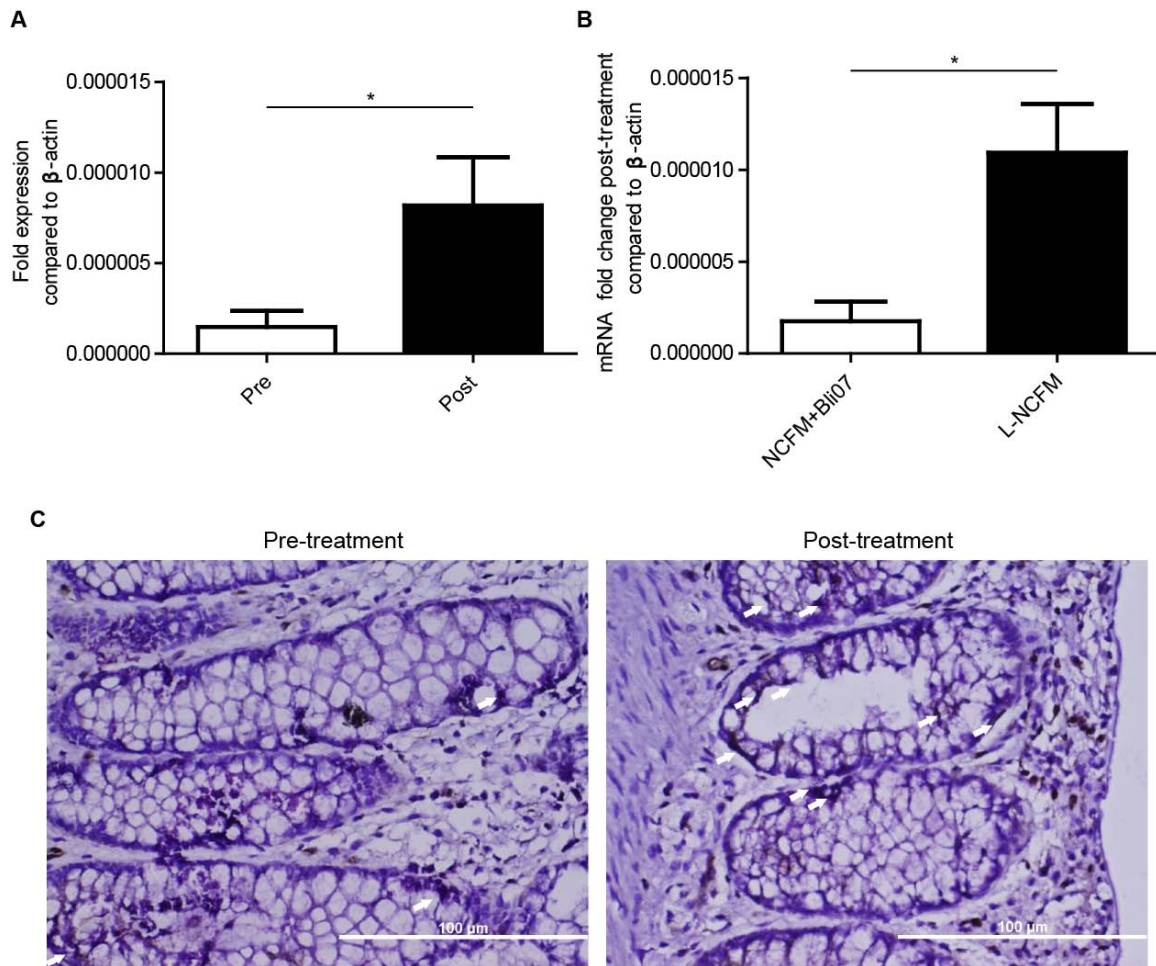 A
Fold expression
compared to β-actin
0.000015
0.000010
0.000005
0.000000
*
Pre
Post
B
mRNA fold change post-treatment
compared to β-actin
0.000015
0.000010
0.000005
0.000000
*
NCFM+Bli07
L-NCFM
C
Pre-treatment
Post-treatment
100 µm
100 µm